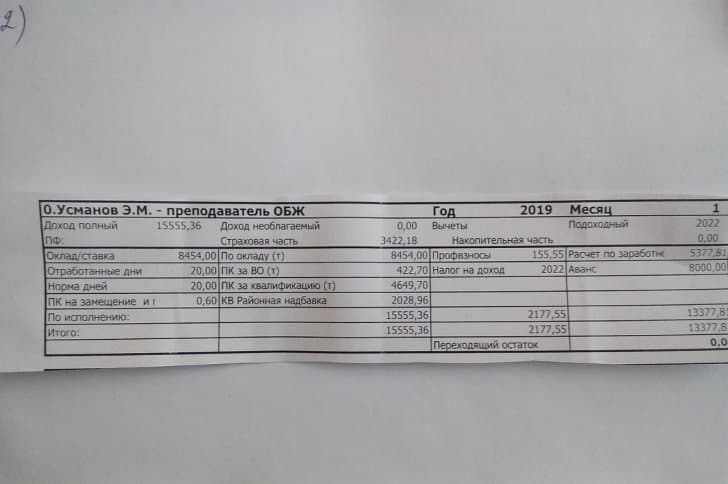 2)
0.Усманов Э.М. - преподаватель ОБЖ Год 2019 Месяц 1
Доход полный 15555,36 Доход необлагаемый 0,00 Вычеты Подоходный 2022
ПФ: Страховая часть 3422,18 Накопительная часть 0,00
Оклад/ставка 8454,00 По окладу (т) 8454,00 Профвзносы 155,55 Расчет по заработно 5377,81
Отработанные дни 20,00 ПК за ВО (т) 422,70 Налог на доход 2022 Аванс 8000,00
Норма дней 20,00 ПК за квалификацию (т) 4649,70
ПК на замещение и 0,60 КВ Районная надбавка 2028,96
По исполнению: 15555,36 2177,55 13377,81
Итого: 15555,36 2177,55 13377,8
Переходящий остаток 0,0